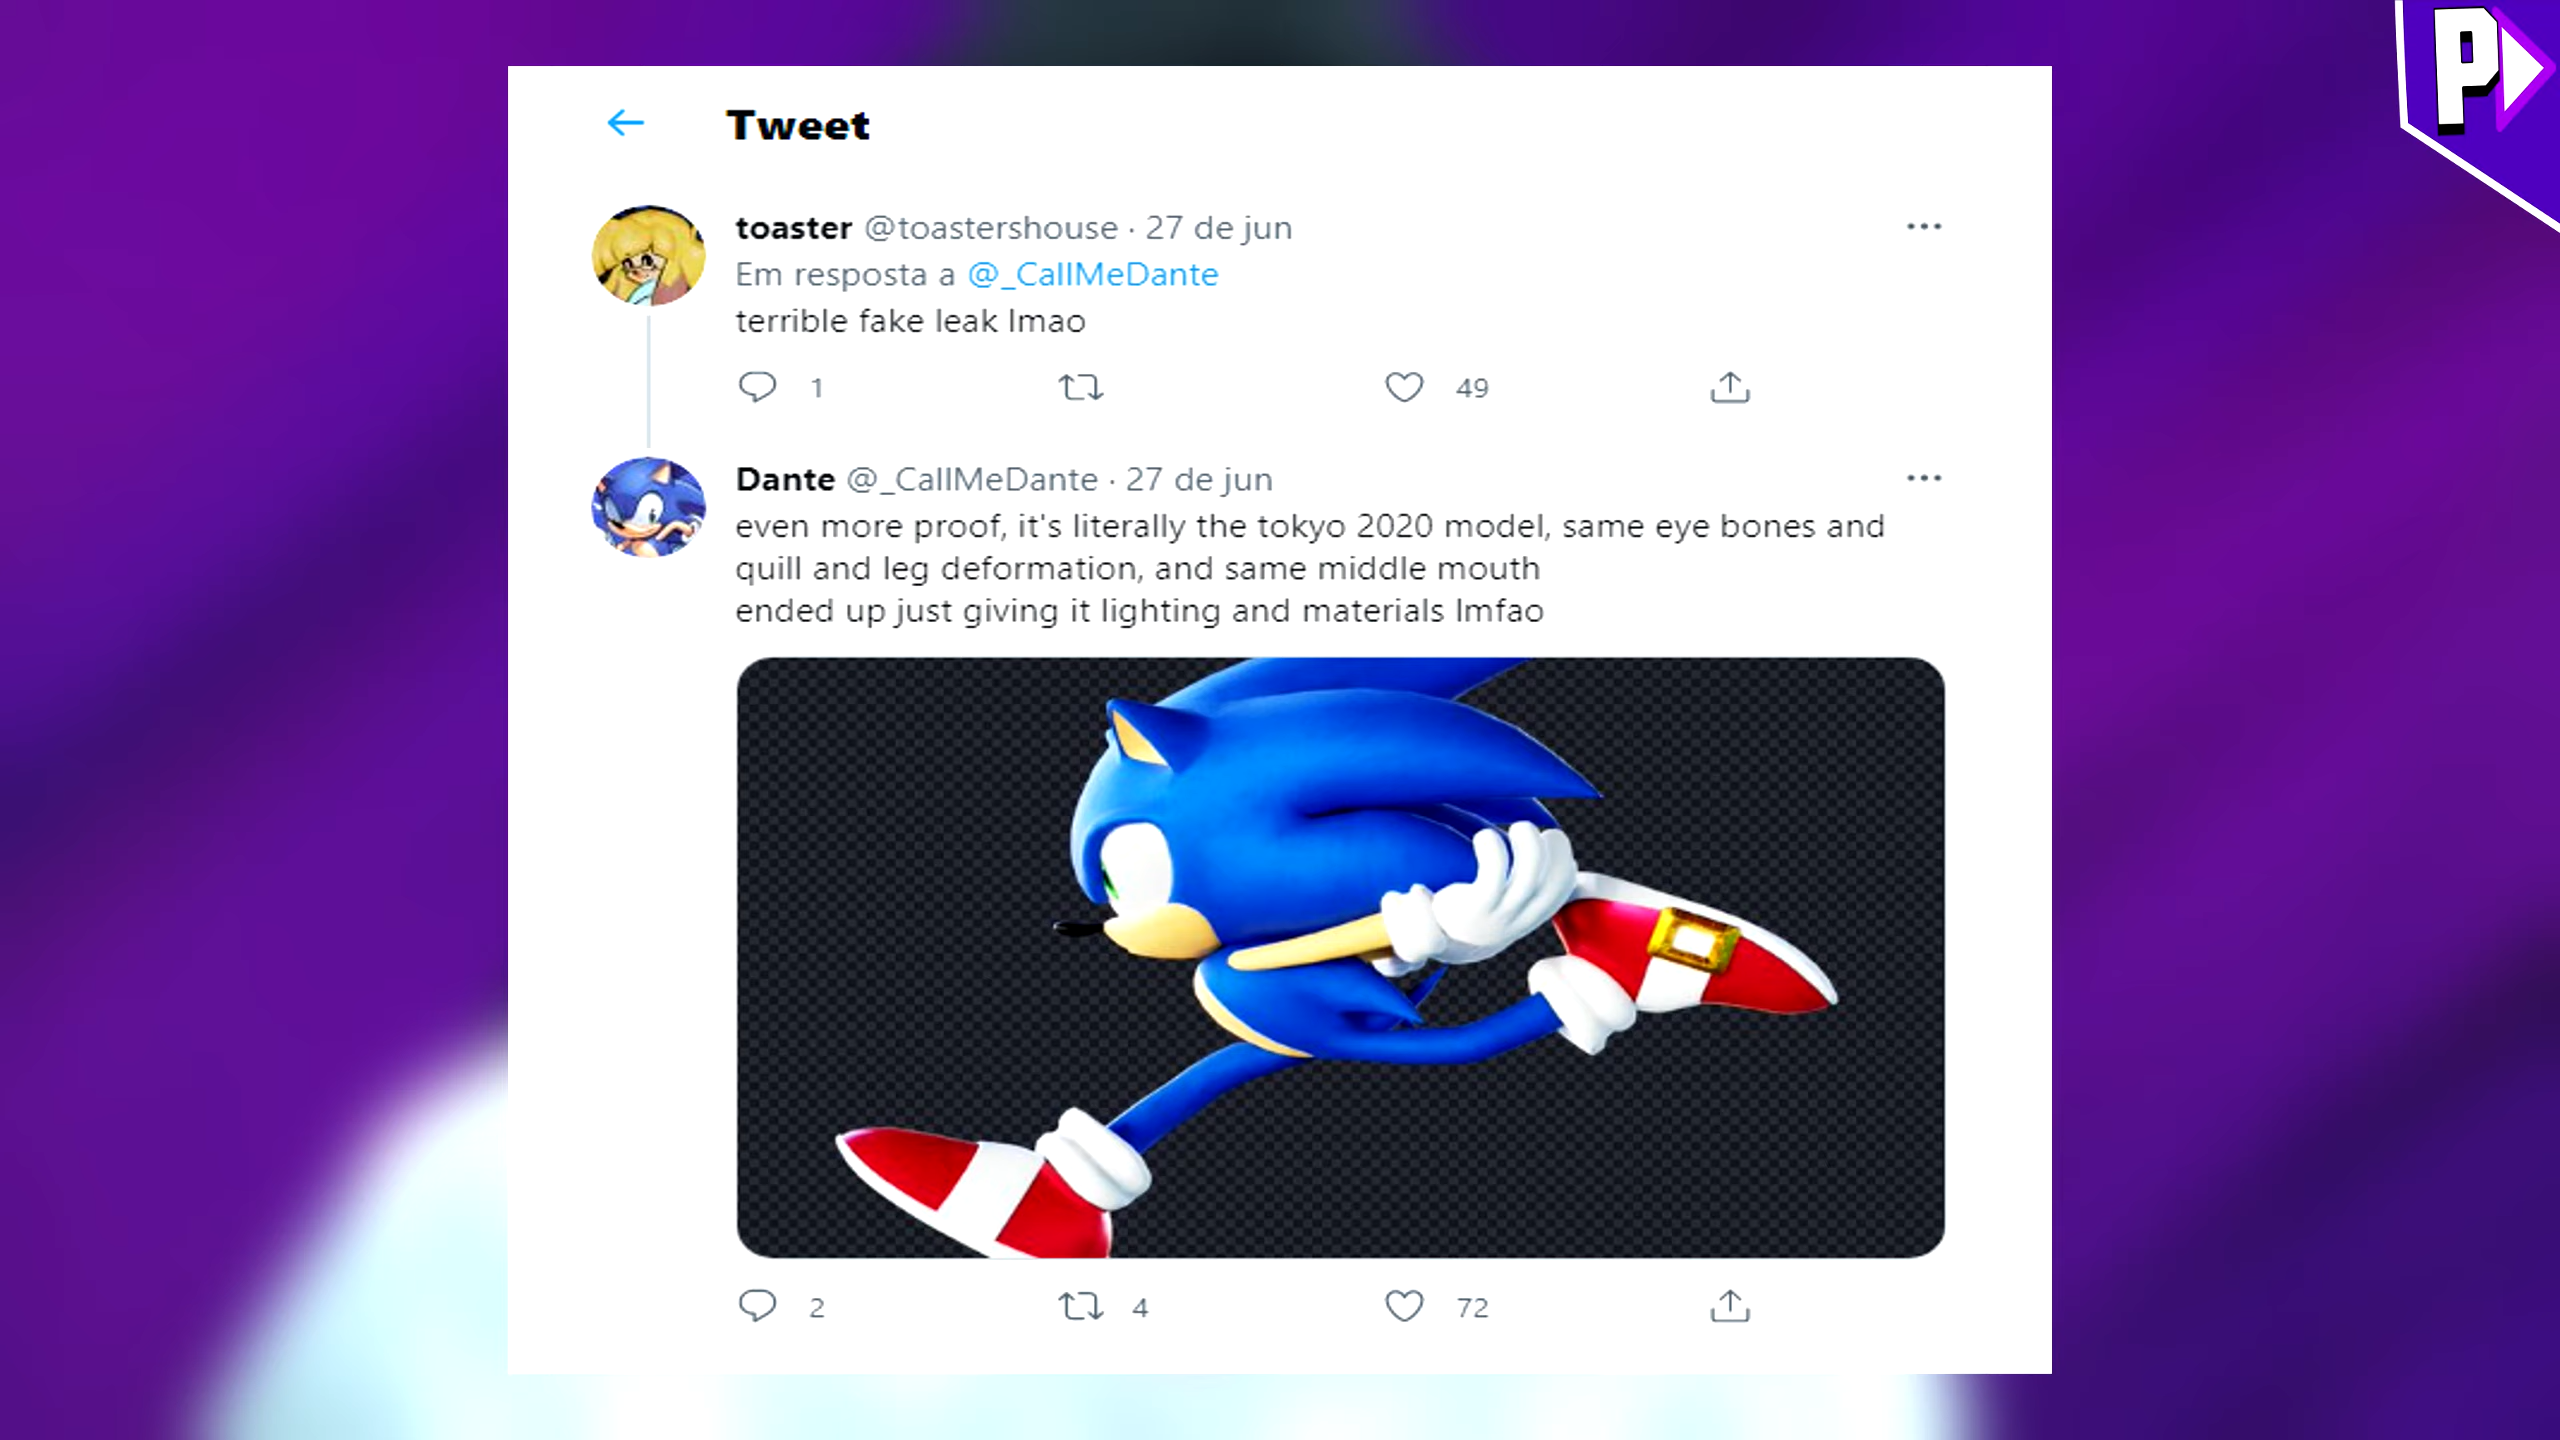 P
Tweet
toaster @toastershouse · 27 de jun
Em resposta a @_CallMeDante
terrible fake leak lmao
1 49
Dante @_CallMeDante · 27 de jun
even more proof, it's literally the tokyo 2020 model, same eye bones and
quill and leg deformation, and same middle mouth
ended up just giving it lighting and materials lmfao
2 4 72